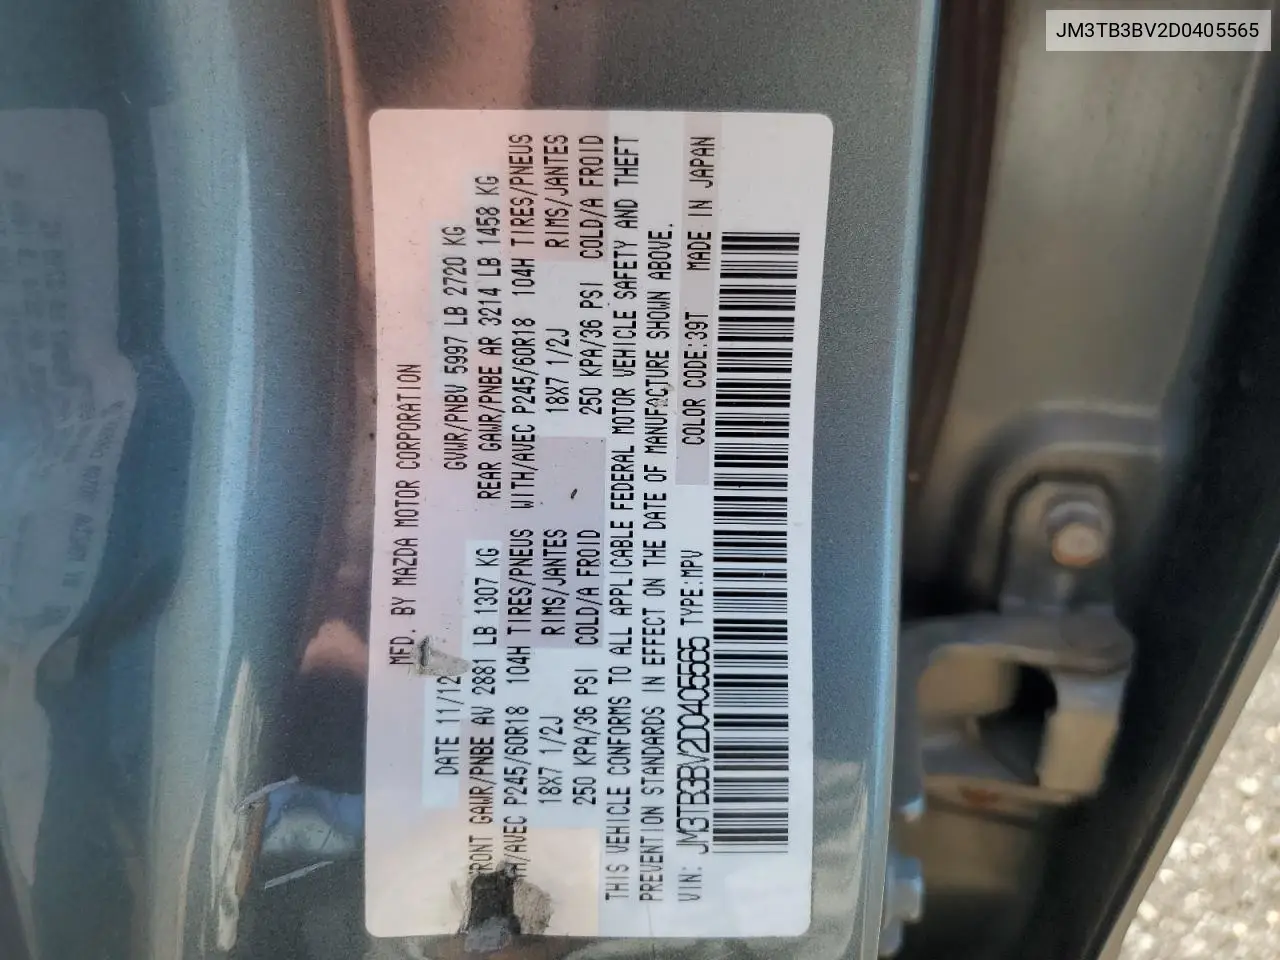 JM3TB3BV2D0405565
MFD. BY MAZDA MOTOR CORPORATION
DATE 11/12 GVWR/PNBV 5997 LB 2720 KG
FRONT GAWR/PNBE AV 2881 LB 1307 KG REAR GAWR/PNBE AR 3214 LB 1458 KG
/AVEC P245/60R18 104H TIRES/PNEUS WITH/AVEC P245/60R18 104H TIRES/PNEUS
18X7 1/2J RIMS/JANTES 18X7 1/2J RIMS/JANTES
250 KPA/36 PSI COLD/A FROID 250 KPA/36 PSI COLD/A FROID
THIS VEHICLE CONFORMS TO ALL APPLICABLE FEDERAL MOTOR VEHICLE SAFETY AND THEFT
PREVENTION STANDARDS IN EFFECT ON THE DATE OF MANUFACTURE SHOWN ABOVE.
VIN: JM3TB3BV2D0405565 TYPE:MPV COLOR CODE:39T MADE IN JAPAN